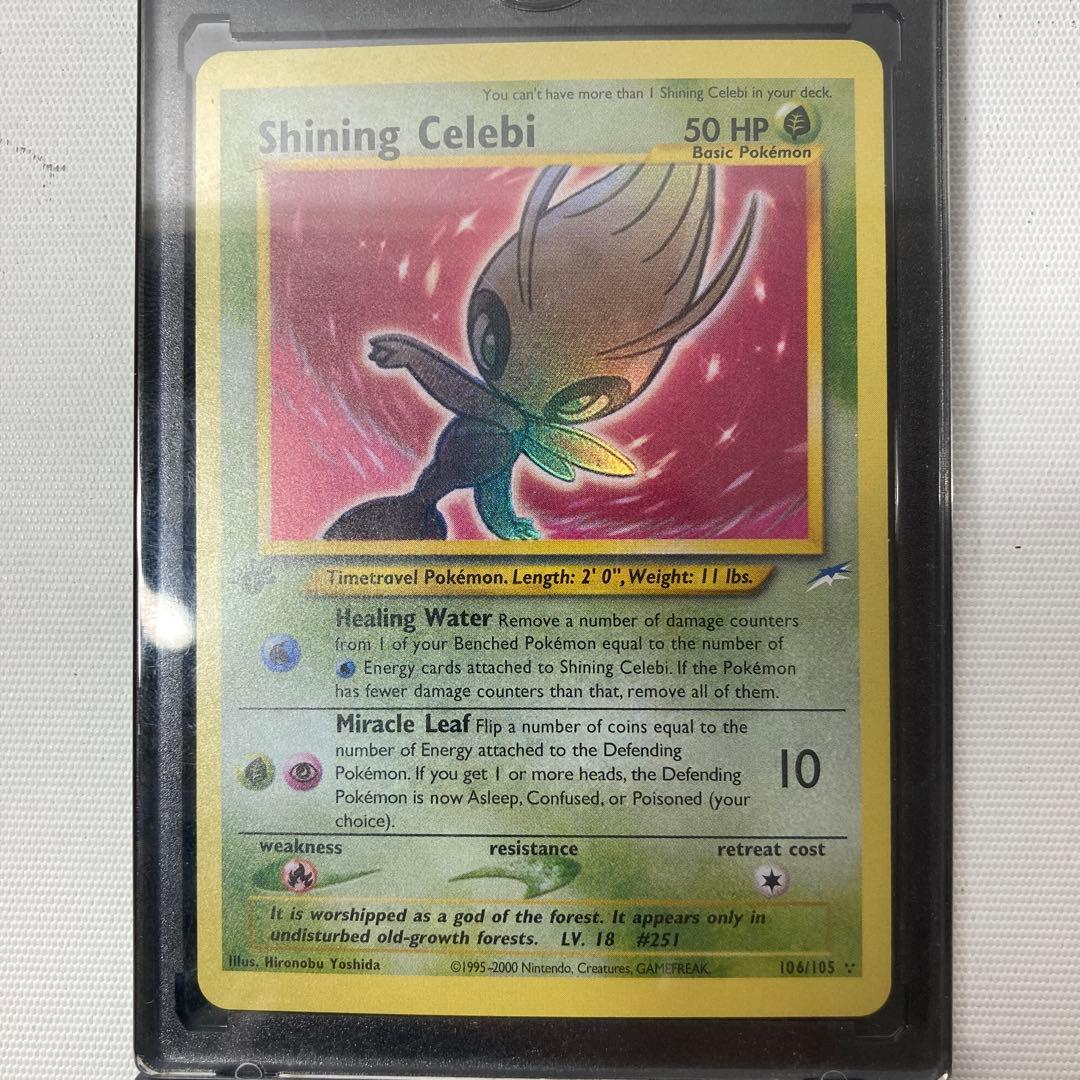 You can't have more than 1 Shining Celebi in your deck.
Shining Celebi
50 HP
Basic Pokémon
Timetravel Pokémon. Length: 2' 0", Weight: 11 lbs.
Healing Water Remove a number of damage counters
from 1 of your Benched Pokémon equal to the number of
Energy cards attached to Shining Celebi. If the Pokémon
has fewer damage counters than that, remove all of them.
Miracle Leaf Flip a number of coins equal to the
number of Energy attached to the Defending
Pokémon. If you get 1 or more heads, the Defending
Pokémon is now Asleep, Confused, or Poisoned (your
choice).
10
weakness
resistance
retreat cost
It is worshipped as a god of the forest. It appears only in
undisturbed old-growth forests. LV. 18 #251
Illus. Hironobu Yoshida
©1995-2000 Nintendo, Creatures, GAMEFREAK.
106/105